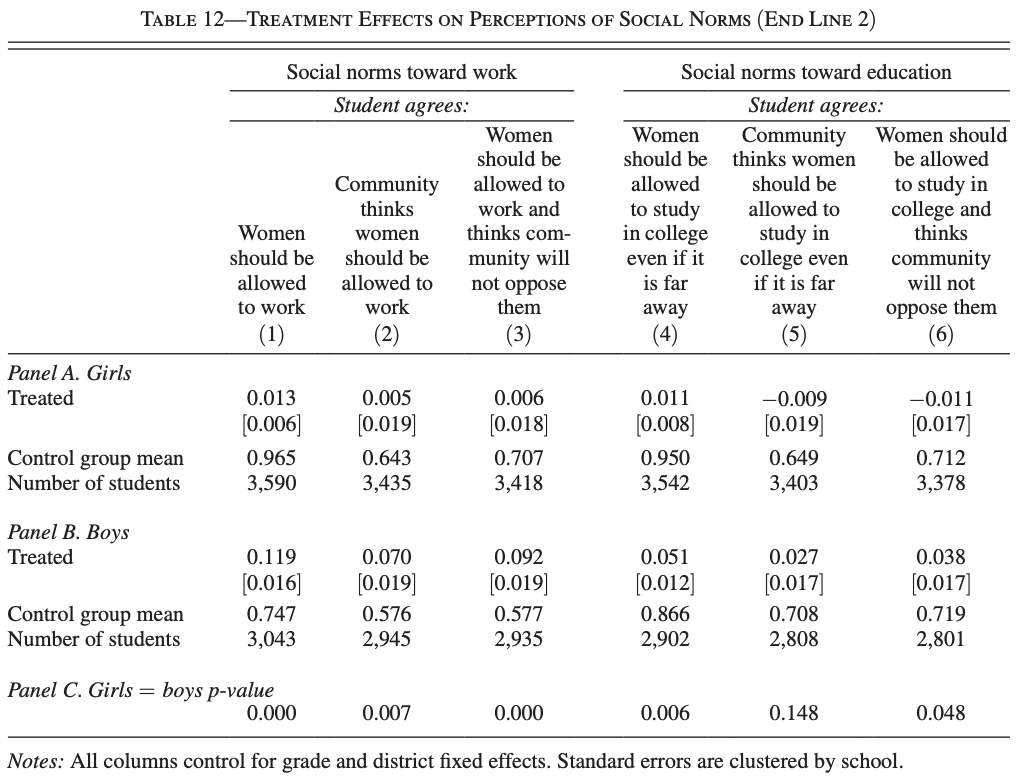 TABLE 12—TREATMENT EFFECTS ON PERCEPTIONS OF SOCIAL NORMS (END LINE 2)
Social norms toward work Social norms toward education
Student agrees: Student agrees:
Women should be allowed to work (1)
Community thinks women should be allowed to work (2)
Women should be allowed to work and thinks com-munity will not oppose them (3)
Women should be allowed to study in college even if it is far away (4)
Community thinks women should be allowed to study in college even if it is far away (5)
Women should be allowed to study in college and thinks community will not oppose them (6)
Panel A. Girls
Treated 0.013 0.005 0.006 0.011 −0.009 −0.011
[0.006] [0.019] [0.018] [0.008] [0.019] [0.017]
Control group mean 0.965 0.643 0.707 0.950 0.649 0.712
Number of students 3,590 3,435 3,418 3,542 3,403 3,378
Panel B. Boys
Treated 0.119 0.070 0.092 0.051 0.027 0.038
[0.016] [0.019] [0.019] [0.012] [0.017] [0.017]
Control group mean 0.747 0.576 0.577 0.866 0.708 0.719
Number of students 3,043 2,945 2,935 2,902 2,808 2,801
Panel C. Girls = boys p-value
0.000 0.007 0.000 0.006 0.148 0.048
Notes: All columns control for grade and district fixed effects. Standard errors are clustered by school.